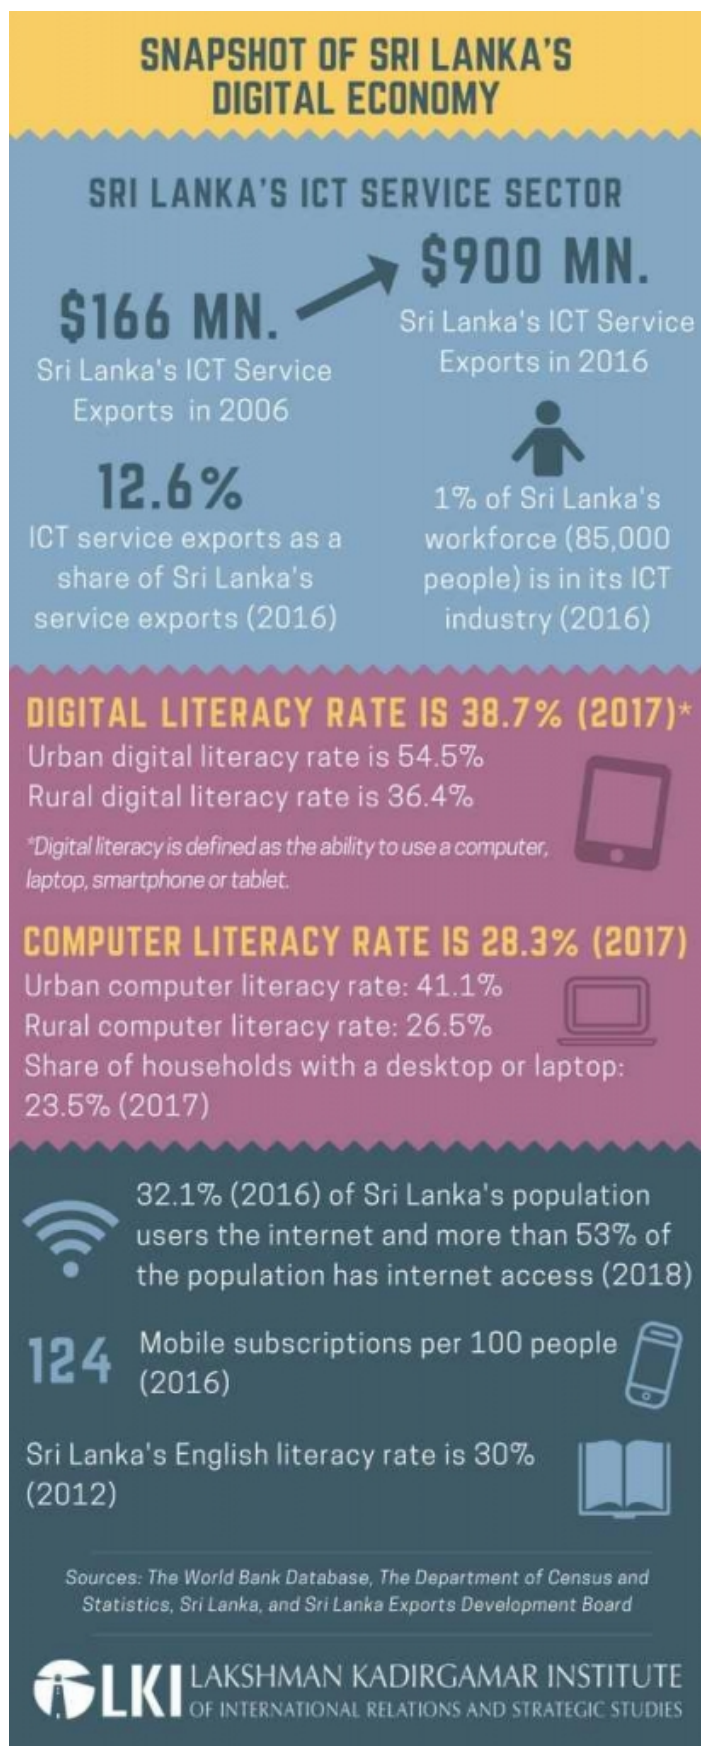 SNAPSHOT OF SRI LANKA'S
DIGITAL ECONOMY
SRI LANKA'S ICT SERVICE SECTOR
$166 MN.
Sri Lanka's ICT Service
Exports in 2006
$900 MN.
Sri Lanka's ICT Service
Exports in 2016
12.6%
ICT service exports as a
share of Sri Lanka's
service exports (2016)
1% of Sri Lanka's
workforce (85,000
people) is in its ICT
industry (2016)
DIGITAL LITERACY RATE IS 38.7% (2017)*
Urban digital literacy rate is 54.5%
Rural digital literacy rate is 36.4%
*Digital literacy is defined as the ability to use a computer,
laptop, smartphone or tablet.
COMPUTER LITERACY RATE IS 28.3% (2017)
Urban computer literacy rate: 41.1%
Rural computer literacy rate: 26.5%
Share of households with a desktop or laptop:
23.5% (2017)
32.1% (2016) of Sri Lanka's population
users the internet and more than 53% of
the population has internet access (2018)
124
Mobile subscriptions per 100 people
(2016)
Sri Lanka's English literacy rate is 30%
(2012)
Sources: The World Bank Database, The Department of Census and
Statistics, Sri Lanka, and Sri Lanka Exports Development Board
LKI
LAKSHMAN KADIRGAMAR INSTITUTE
OF INTERNATIONAL RELATIONS AND STRATEGIC STUDIES